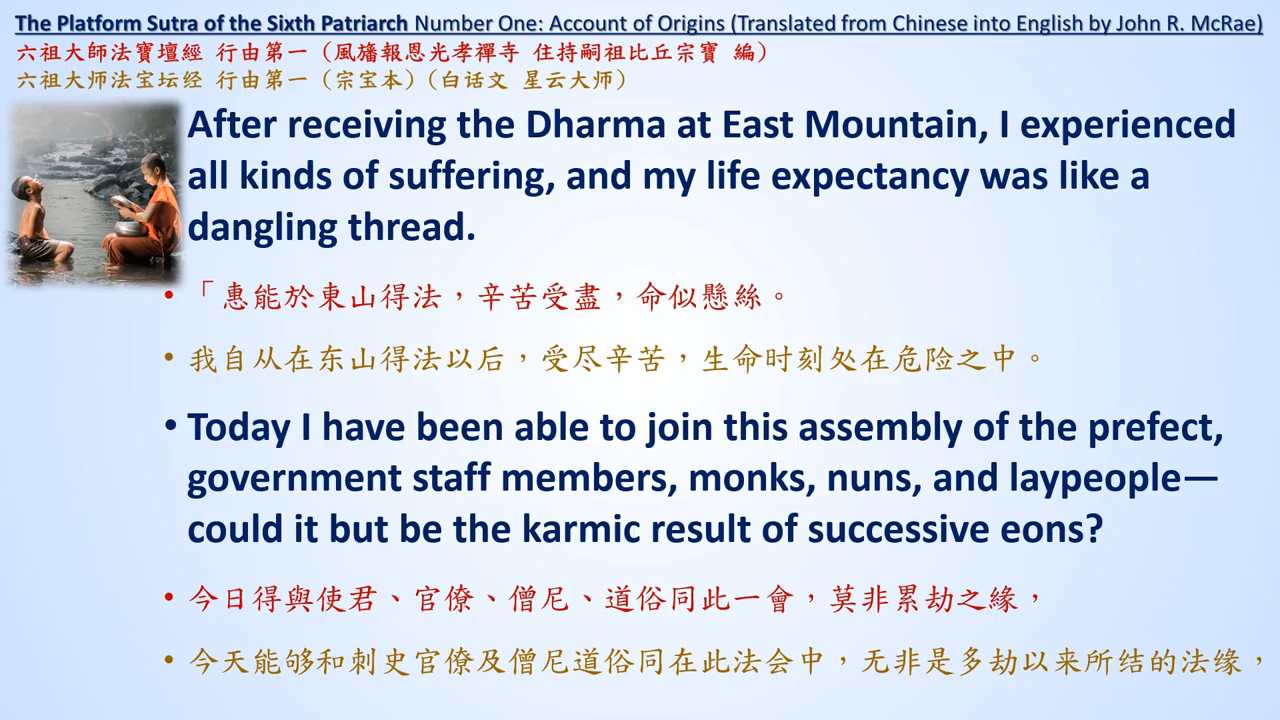 The Platform Sutra of the Sixth Patriarch Number One: Account of Origins (Translated from Chinese into English by John R. McRae)
六祖大師法寶壇經 行由第一（風旛報恩光孝禪寺 住持嗣祖比丘宗寶 編）
六祖大师法宝坛经 行由第一（宗宝本）（白话文 星云大师）
After receiving the Dharma at East Mountain, I experienced
all kinds of suffering, and my life expectancy was like a
dangling thread.
• 「惠能於東山得法，辛苦受盡，命似懸絲。
• 我自从在东山得法以后，受尽辛苦，生命时刻处在危险之中。
• Today I have been able to join this assembly of the prefect,
government staff members, monks, nuns, and laypeople—
could it but be the karmic result of successive eons?
• 今日得與使君、官僚、僧尼、道俗同此一會，莫非累劫之緣，
• 今天能够和刺史官僚及僧尼道俗同在此法会中，无非是多劫以来所结的法缘，